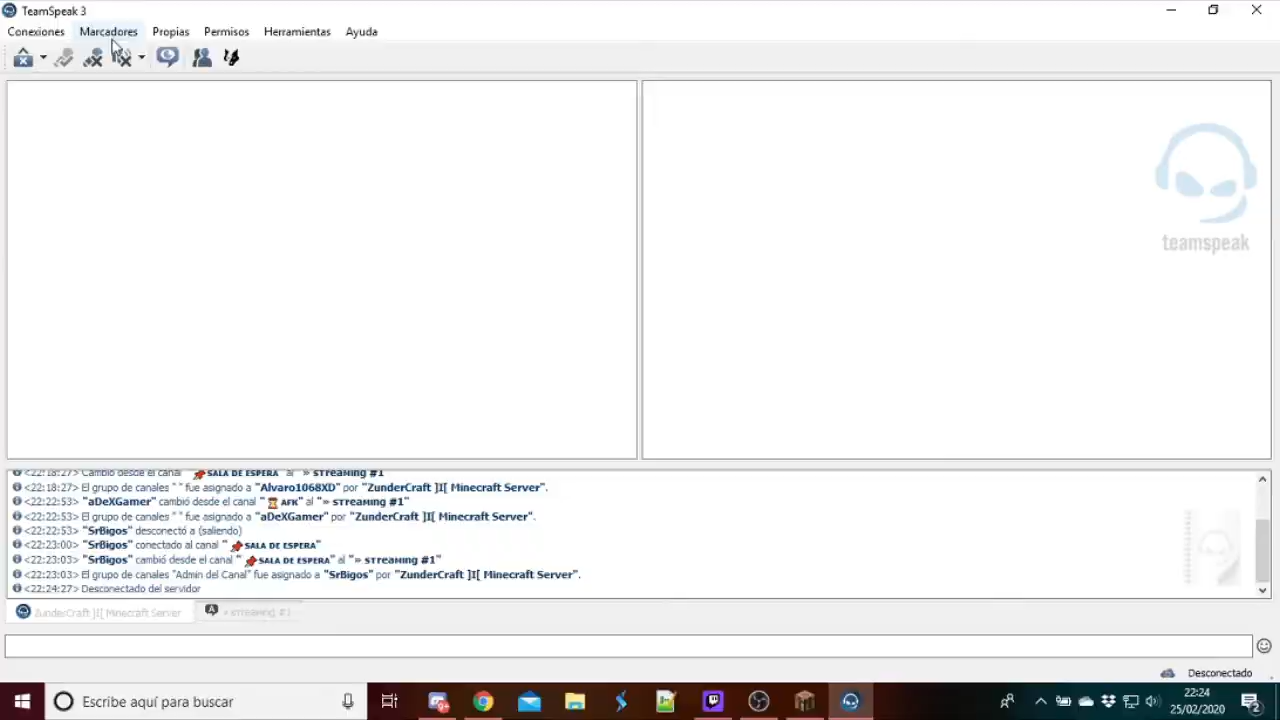 TeamSpeak 3
Conexiones Marcadores Propias Permisos Herramientas Ayuda
teamspeak
<22:18:27> Cambió desde el canal " 📌SALA DE ESPERA" al "» sтreaмιng #1"
<22:18:27> El grupo de canales " " fue asignado a "Alvaro1068XD" por "ZunderCraft ]I[ Minecraft Server".
<22:22:53> "aDeXGamer" cambió desde el canal "⌛ AFK" al "» sтreaмιng #1"
<22:22:53> El grupo de canales " " fue asignado a "aDeXGamer" por "ZunderCraft ]I[ Minecraft Server".
<22:22:53> "SrBigos" desconectó a (saliendo)
<22:23:00> "SrBigos" conectado al canal " 📌SALA DE ESPERA"
<22:23:03> "SrBigos" cambió desde el canal " 📌SALA DE ESPERA" al "» sтreaмιng #1"
<22:23:03> El grupo de canales "Admin del Canal" fue asignado a "SrBigos" por "ZunderCraft ]I[ Minecraft Server".
<22:24:27> Desconectado del servidor
ZunderCraft ]I[ Minecraft Server » sтreaмιng #1
Desconectado
Escribe aquí para buscar
22:24
25/02/2020
2